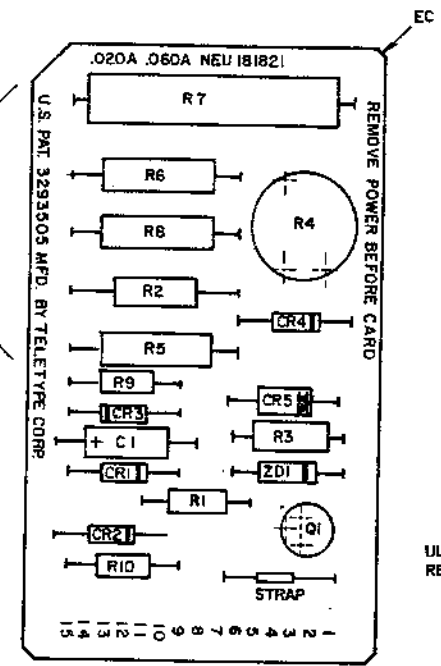 EC
.020A .060A NEU 181821
R7
U.S. PAT. 3293505 MFD. BY TELETYPE CORP.
REMOVE POWER BEFORE CARD
R6
R4
R8
R2
CR4
R5
R9
CR5
CR3
+ C1
R3
CR1
ZD1
R1
Q1
CR2
R10
STRAP
UL
RE
15 14 13 12 11 10 9 8 7 6 5 4 3 2 1